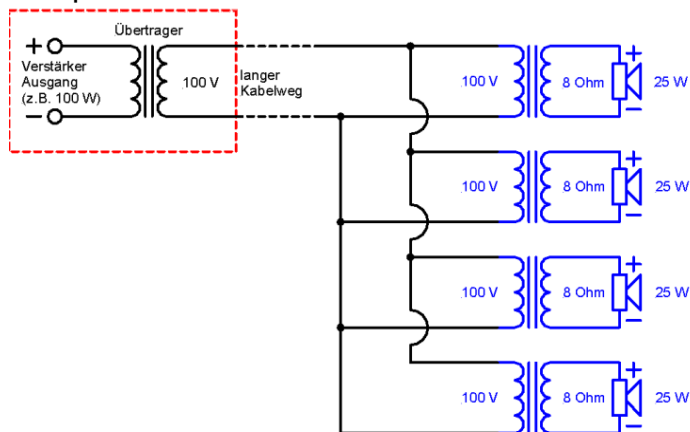 Übertrager
+
Verstärker
Ausgang
(z.B. 100 W)
–
100 V
langer
Kabelweg
100 V
8 Ohm
+
–
25 W
100 V
8 Ohm
+
–
25 W
100 V
8 Ohm
+
–
25 W
100 V
8 Ohm
+
–
25 W